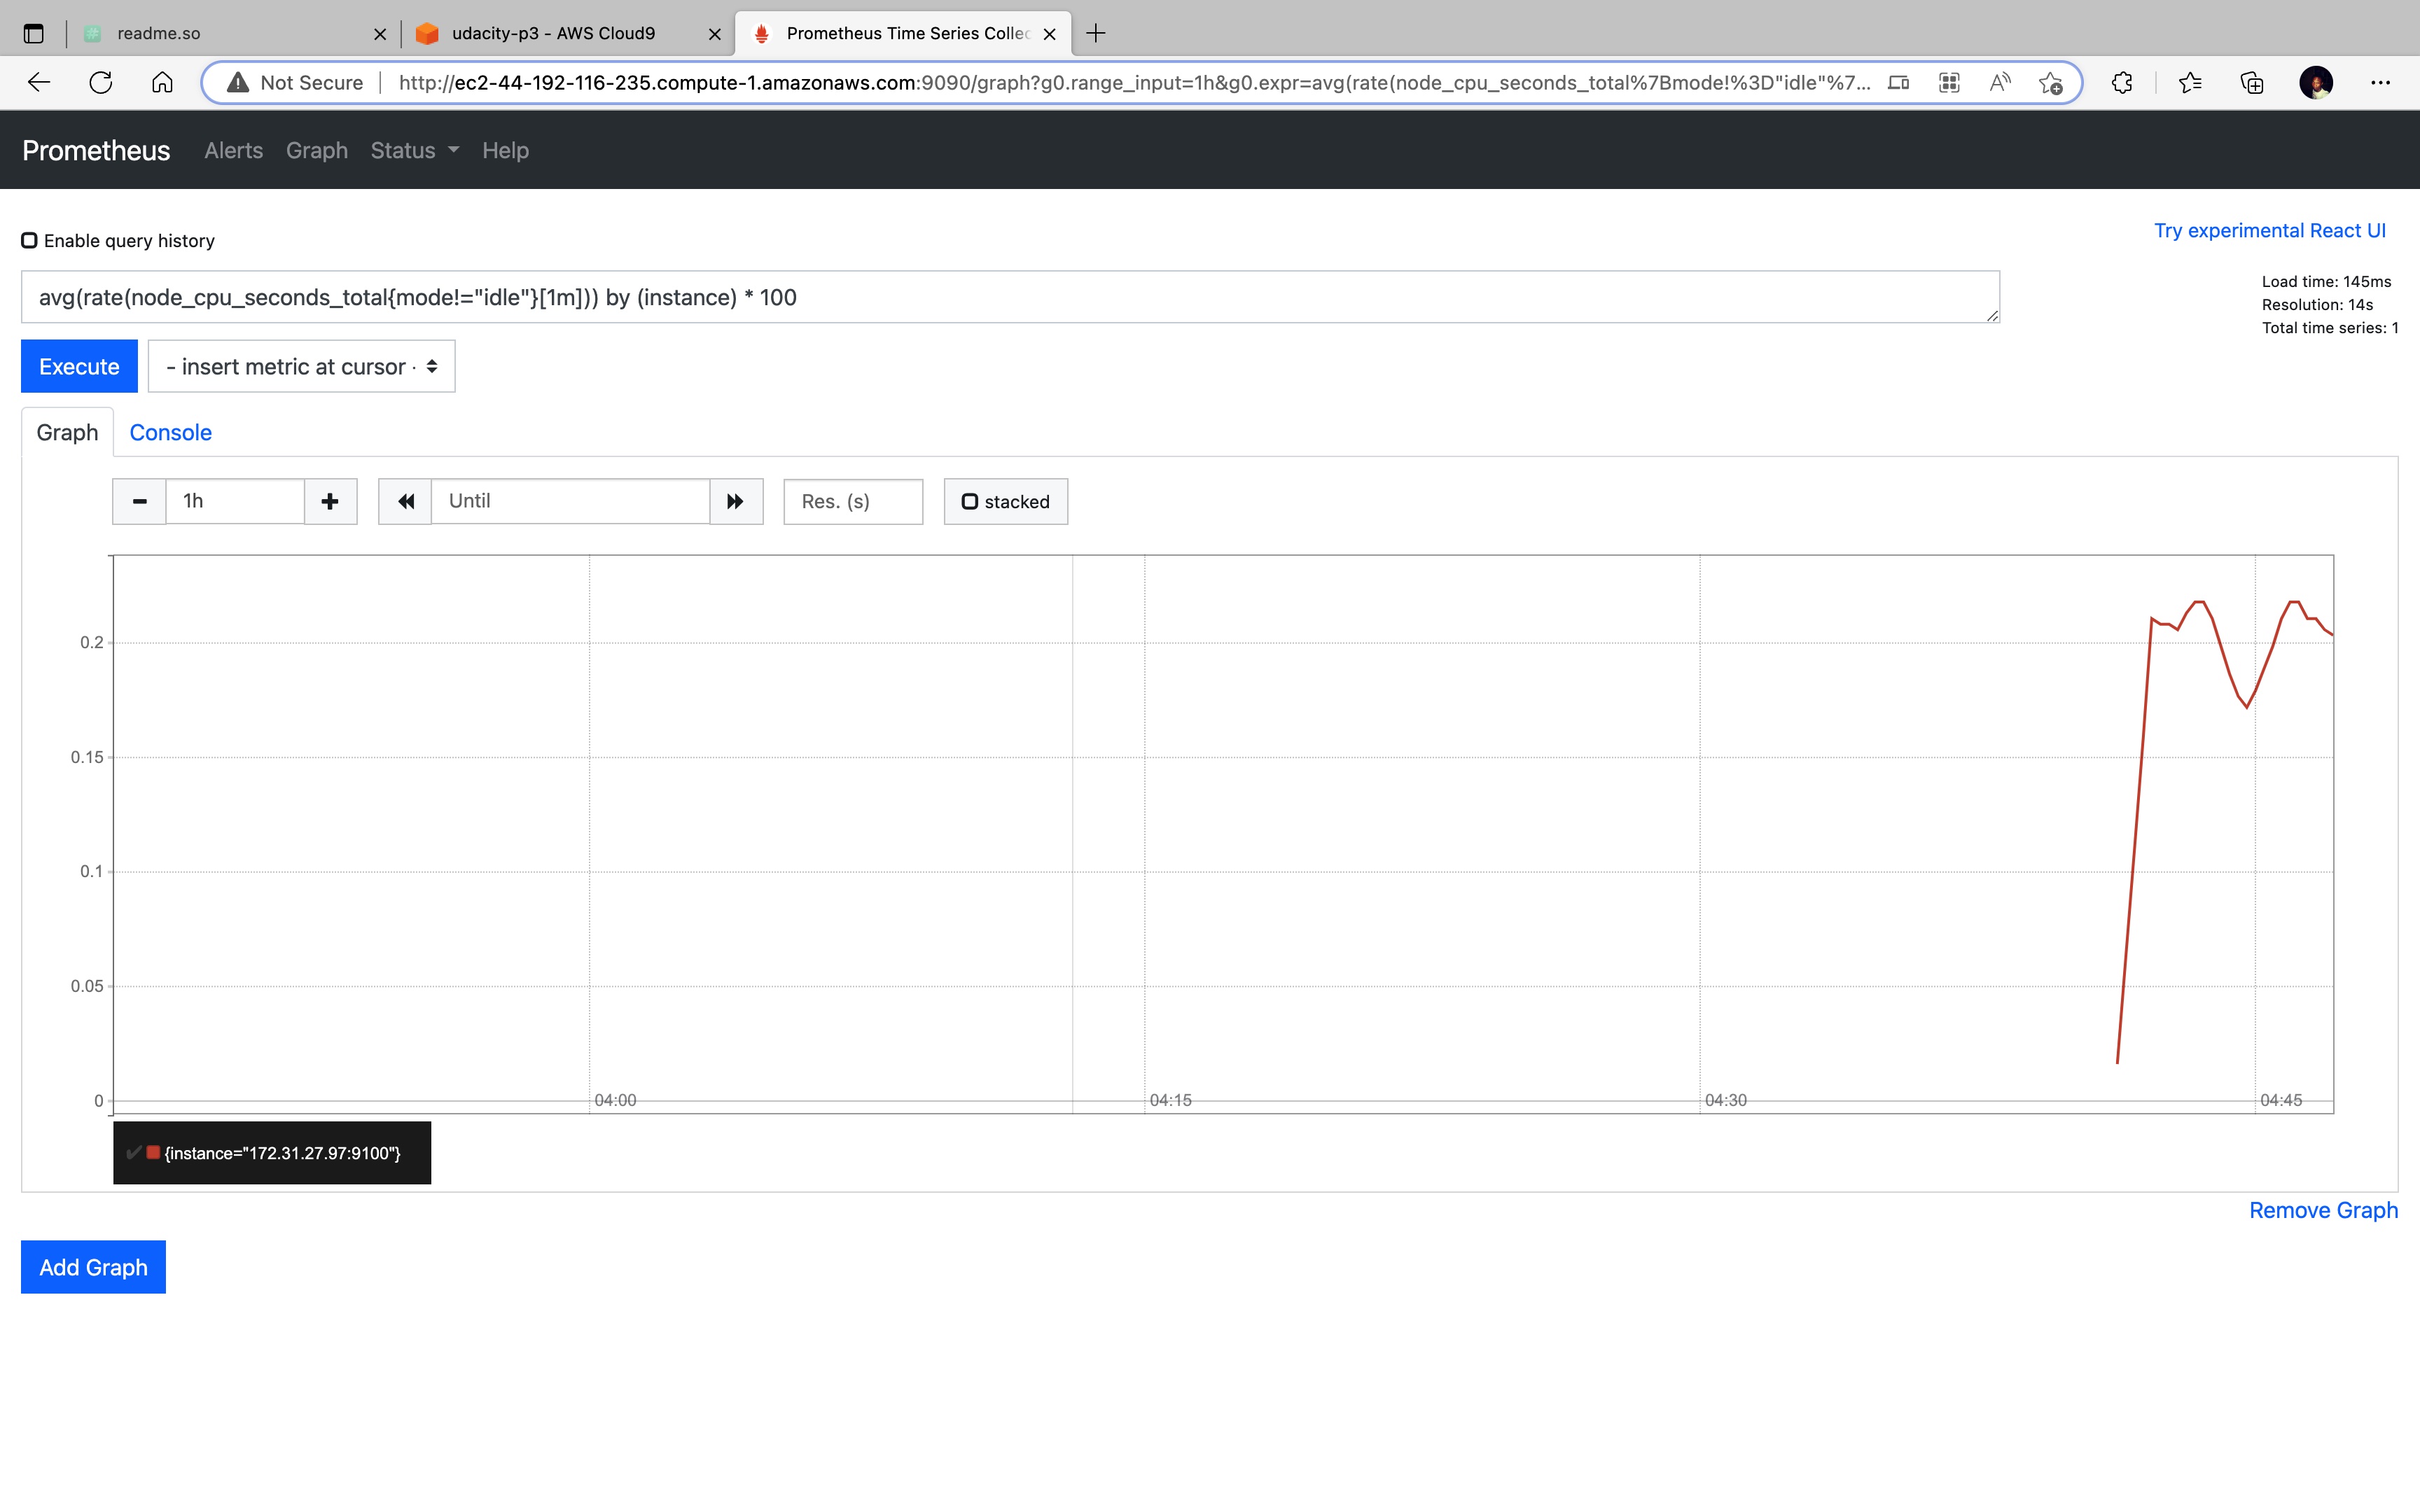 readme.so
udacity-p3 - AWS Cloud9
Prometheus Time Series Collec
Not Secure
http://ec2-44-192-116-235.compute-1.amazonaws.com:9090/graph?g0.range_input=1h&g0.expr=avg(rate(node_cpu_seconds_total%7Bmode!%3D"idle"%7...
Prometheus
Alerts
Graph
Status
Help
Enable query history
Try experimental React UI
avg(rate(node_cpu_seconds_total{mode!="idle"}[1m])) by (instance) * 100
Load time: 145ms
Resolution: 14s
Total time series: 1
Execute
- insert metric at cursor -
Graph
Console
1h
Until
Res. (s)
stacked
0.2
0.15
0.1
0.05
0
04:00
04:15
04:30
04:45
{instance="172.31.27.97:9100"}
Remove Graph
Add Graph